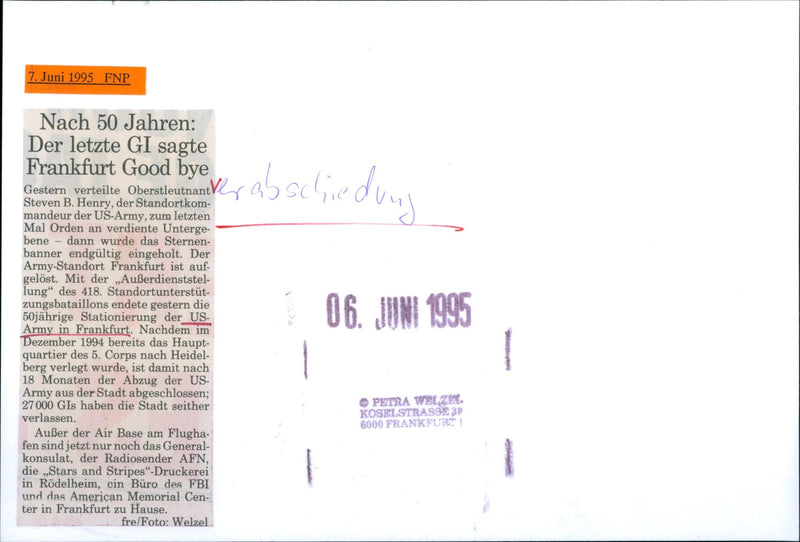 7. Juni 1995 FNP
Nach 50 Jahren:
Der letzte GI sagte
Frankfurt Good bye
Gestern verteilte Oberstleutnant
Steven B. Henry, der Standortkom-
mandeur der US-Army, zum letzten
Mal Orden an verdiente Unterge-
bene – dann wurde das Sternen-
banner endgültig eingeholt. Der
Army-Standort Frankfurt ist auf-
gelöst. Mit der „Außerdienststel-
lung" des 418. Standortunterstüt-
zungsbataillons endete gestern die
50jährige Stationierung der US-
Army in Frankfurt. Nachdem im
Dezember 1994 bereits das Haupt-
quartier des 5. Corps nach Heidel-
berg verlegt wurde, ist damit nach
18 Monaten der Abzug der US-
Army aus der Stadt abgeschlossen;
27 000 GIs haben die Stadt seither
verlassen.
Außer der Air Base am Flugha-
fen sind jetzt nur noch das General-
konsulat, der Radiosender AFN,
die „Stars and Stripes"-Druckerei
in Rödelheim, ein Büro des FBI
und das American Memorial Cen-
ter in Frankfurt zu Hause.
fre/Foto: Welzel
Verabschiedung
06. JUNI 1995
© PETRA WELZEL
KOSELSTRASSE 38
6000 FRANKFURT 1